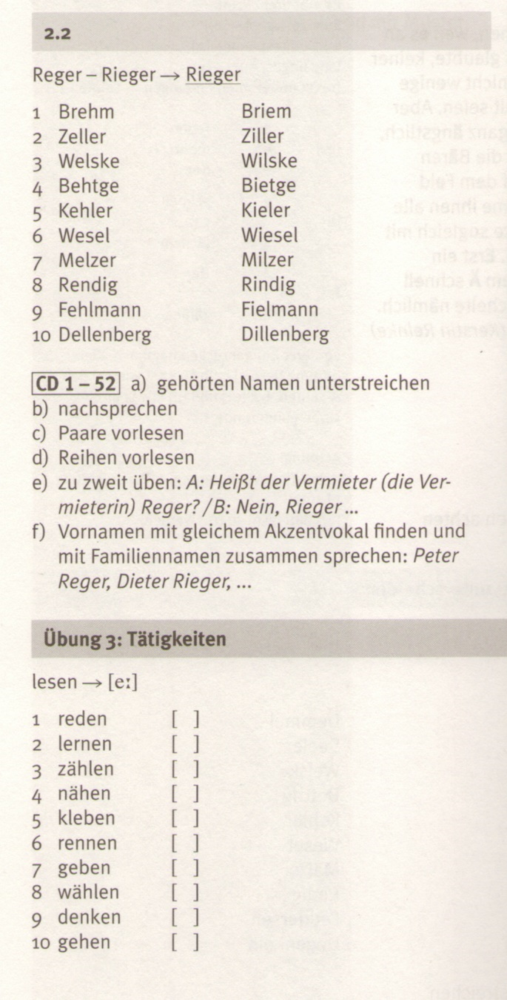 2.2
Reger – Rieger → Rieger
1 Brehm Briem
2 Zeller Ziller
3 Welske Wilske
4 Behtge Bietge
5 Kehler Kieler
6 Wesel Wiesel
7 Melzer Milzer
8 Rendig Rindig
9 Fehlmann Fielmann
10 Dellenberg Dillenberg
CD 1 – 52 a) gehörten Namen unterstreichen
b) nachsprechen
c) Paare vorlesen
d) Reihen vorlesen
e) zu zweit üben: A: Heißt der Vermieter (die Ver-
mieterin) Reger? / B: Nein, Rieger ...
f) Vornamen mit gleichem Akzentvokal finden und
mit Familiennamen zusammen sprechen: Peter
Reger, Dieter Rieger, ...
Übung 3: Tätigkeiten
lesen → [eː]
1 reden [ ]
2 lernen [ ]
3 zählen [ ]
4 nähen [ ]
5 kleben [ ]
6 rennen [ ]
7 geben [ ]
8 wählen [ ]
9 denken [ ]
10 gehen [ ]